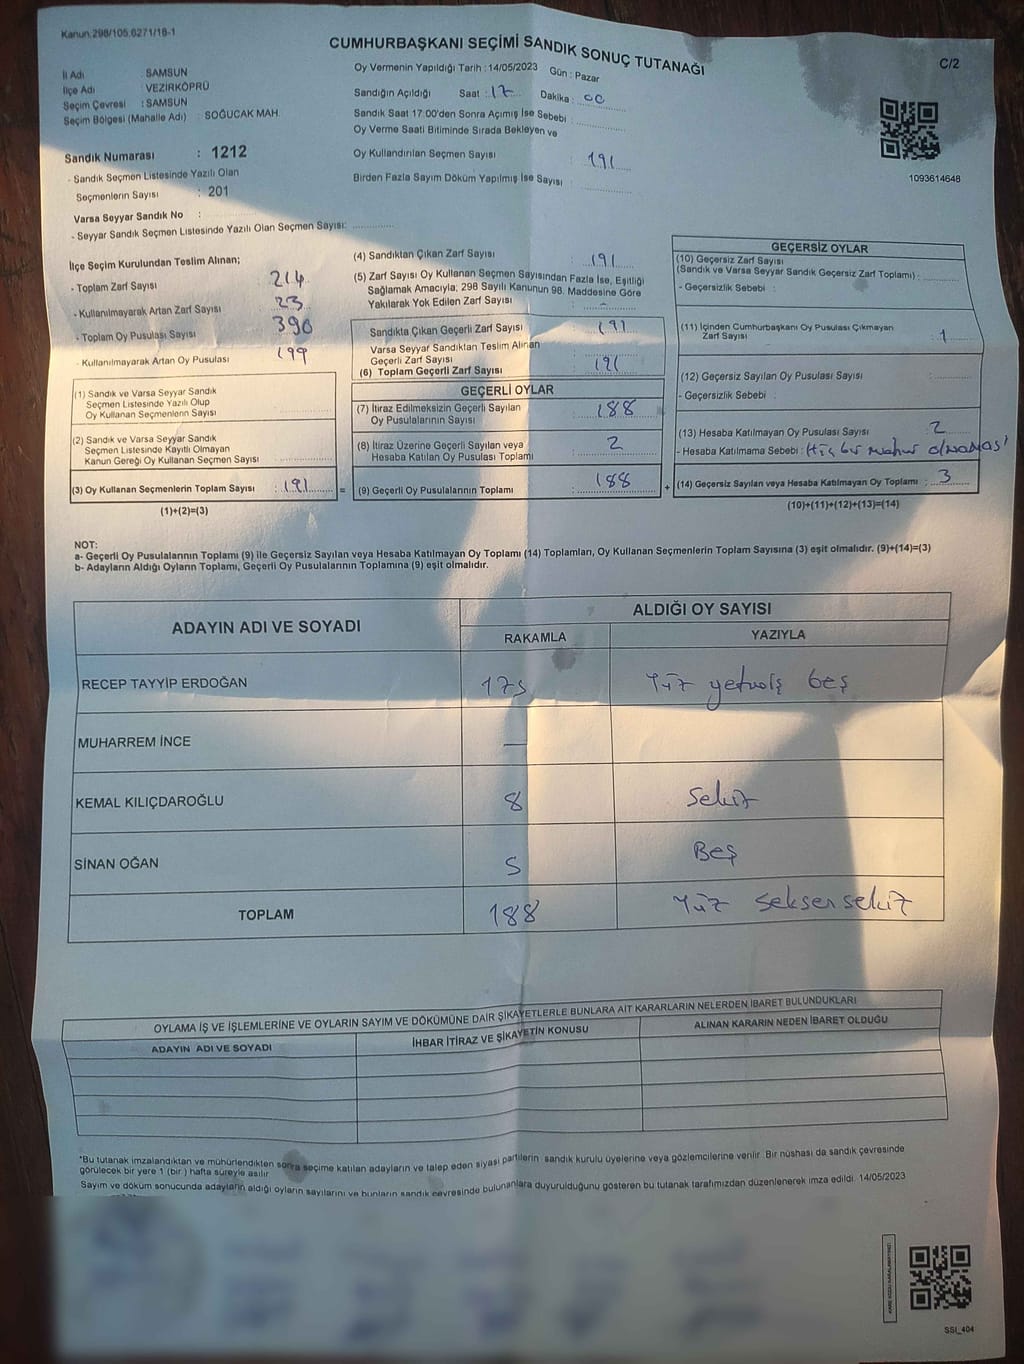 Kanun 298/105,6271/18-1
CUMHURBAŞKANI SEÇİMİ SANDIK SONUÇ TUTANAĞI
C/2
İl Adı : SAMSUN
İlçe Adı : VEZİRKÖPRÜ
Seçim Çevresi : SAMSUN
Seçim Bölgesi (Mahalle Adı) : SOĞUCAK MAH.
Oy Vermenin Yapıldığı Tarih : 14/05/2023 Gün : Pazar
Sandığın Açıldığı Saat : 17 Dakika : 00
Sandık Saat 17:00'den Sonra Açımış İse Sebebi :
Oy Verme Saati Bitiminde Sırada Bekleyen ve
Oy Kullandırılan Seçmen Sayısı : 191
Birden Fazla Sayım Döküm Yapılmış İse Sayısı :
1093614648
Sandık Numarası : 1212
- Sandık Seçmen Listesinde Yazılı Olan
Seçmenlerin Sayısı : 201
Varsa Seyyar Sandık No :
- Seyyar Sandık Seçmen Listesinde Yazılı Olan Seçmen Sayısı:
İlçe Seçim Kurulundan Teslim Alınan;
- Toplam Zarf Sayısı : 214
- Kullanılmayarak Artan Zarf Sayısı : 23
- Toplam Oy Pusulası Sayısı : 390
- Kullanılmayarak Artan Oy Pusulası : 199
(1) Sandık ve Varsa Seyyar Sandık
Seçmen Listesinde Yazılı Olup
Oy Kullanan Seçmenlerin Sayısı :
(2) Sandık ve Varsa Seyyar Sandık
Seçmen Listesinde Kayıtlı Olmayan
Kanun Gereği Oy Kullanan Seçmen Sayısı :
(3) Oy Kullanan Seçmenlerin Toplam Sayısı : 191 =
(1)+(2)=(3)
(4) Sandıktan Çıkan Zarf Sayısı : 191
(5) Zarf Sayısı Oy Kullanan Seçmen Sayısından Fazla İse, Eşitliği
Sağlamak Amacıyla; 298 Sayılı Kanunun 98. Maddesine Göre
Yakılarak Yok Edilen Zarf Sayısı : -
Sandıkta Çıkan Geçerli Zarf Sayısı : 191
Varsa Seyyar Sandıktan Teslim Alınan
Geçerli Zarf Sayısı
(6) Toplam Geçerli Zarf Sayısı : 191
GEÇERLİ OYLAR
(7) İtiraz Edilmeksizin Geçerli Sayılan
Oy Pusulalarının Sayısı : 188
(8) İtiraz Üzerine Geçerli Sayılan veya
Hesaba Katılan Oy Pusulası Toplamı : 2
(9) Geçerli Oy Pusulalarının Toplamı : 188 +
GEÇERSİZ OYLAR
(10) Geçersiz Zarf Sayısı
(Sandık ve Varsa Seyyar Sandık Geçersiz Zarf Toplamı) :
- Geçersizlik Sebebi :
(11) İçinden Cumhurbaşkanı Oy Pusulası Çıkmayan
Zarf Sayısı : 1
(12) Geçersiz Sayılan Oy Pusulası Sayısı :
- Geçersizlik Sebebi :
(13) Hesaba Katılmayan Oy Pusulası Sayısı : 2
- Hesaba Katılmama Sebebi : Hiç bir mühür olmaması
(14) Geçersiz Sayılan veya Hesaba Katılmayan Oy Toplamı : 3
(10)+(11)+(12)+(13)=(14)
NOT:
a- Geçerli Oy Pusulalarının Toplamı (9) ile Geçersiz Sayılan veya Hesaba Katılmayan Oy Toplamı (14) Toplamları, Oy Kullanan Seçmenlerin Toplam Sayısına (3) eşit olmalıdır. (9)+(14)=(3)
b- Adayların Aldığı Oyların Toplamı, Geçerli Oy Pusulalarının Toplamına (9) eşit olmalıdır.
ADAYIN ADI VE SOYADI
ALDIĞI OY SAYISI
RAKAMLA YAZIYLA
RECEP TAYYİP ERDOĞAN 175 Yüz yetmiş beş
MUHARREM İNCE —
KEMAL KILIÇDAROĞLU 8 Sekiz
SİNAN OĞAN 5 Beş
TOPLAM 188 Yüz seksen sekiz
OYLAMA İŞ VE İŞLEMLERİNE VE OYLARIN SAYIM VE DÖKÜMÜNE DAİR ŞİKAYETLERLE BUNLARA AİT KARARLARIN NELERDEN İBARET BULUNDUKLARI
ADAYIN ADI VE SOYADI İHBAR İTİRAZ VE ŞİKAYETİN KONUSU ALINAN KARARIN NEDEN İBARET OLDUĞU
*Bu tutanak imzalandıktan ve mühürlendikten sonra seçime katılan adayların ve talep eden siyasi partilerin sandık kurulu üyelerine veya gözlemcilerine verilir. Bir nüshası da sandık çevresinde
görülecek bir yere 1 (bir) hafta süreyle asılır.
Sayım ve döküm sonucunda adayların aldığı oyların sayılarını ve bunların sandık çevresinde bulunanlara duyurulduğunu gösteren bu tutanak tarafımızdan düzenlenerek imza edildi. 14/05/2023
SSI_404